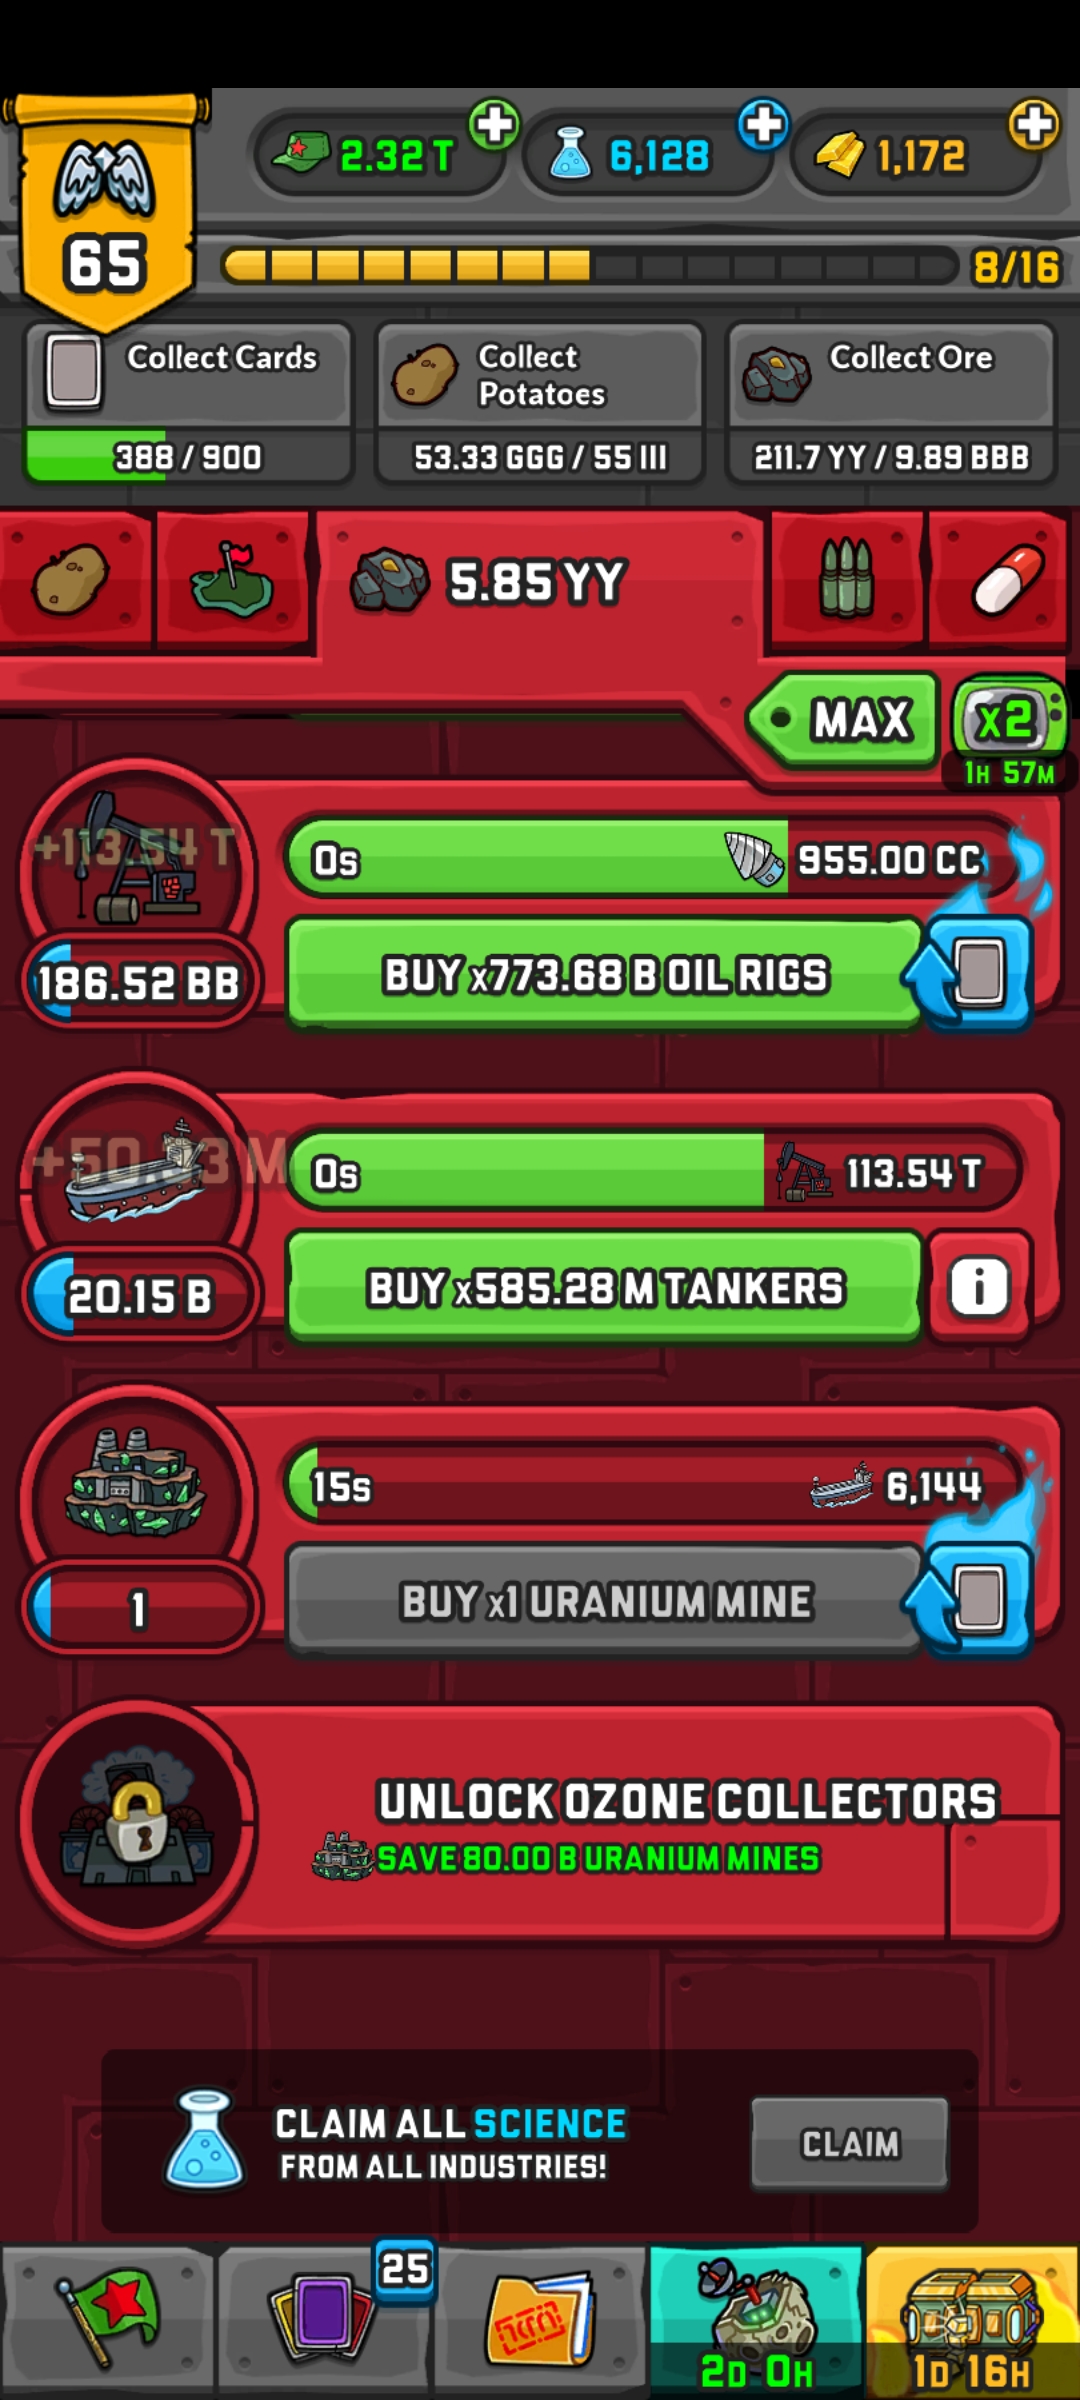 2.32 T
6,128
1,172
65
8/16
Collect Cards
388 / 900
Collect
Potatoes
53.33 GGG / 55 III
Collect Ore
211.7 YY / 9.89 BBB
5.85 YY
MAX
x2
1H 57M
+113.54 T
0s
955.00 CC
186.52 BB
BUY x773.68 B OIL RIGS
+50.33 M
0s
113.54 T
20.15 B
BUY x585.28 M TANKERS
i
15s
6,144
1
BUY x1 URANIUM MINE
UNLOCK OZONE COLLECTORS
SAVE 80.00 B URANIUM MINES
CLAIM ALL SCIENCE
FROM ALL INDUSTRIES!
CLAIM
25
2D 0H
1D 16H